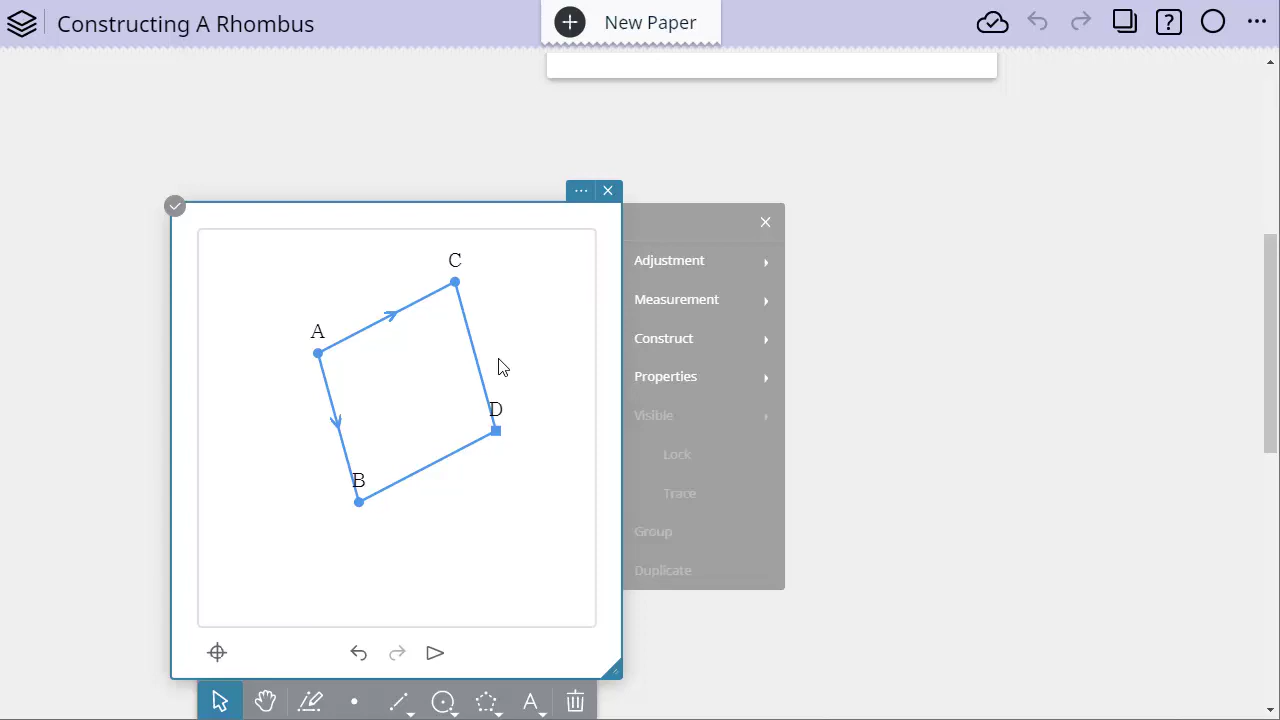 Constructing A Rhombus
New Paper
?
C
A
D
B
Adjustment
Measurement
Construct
Properties
Visible
Lock
Trace
Group
Duplicate
A